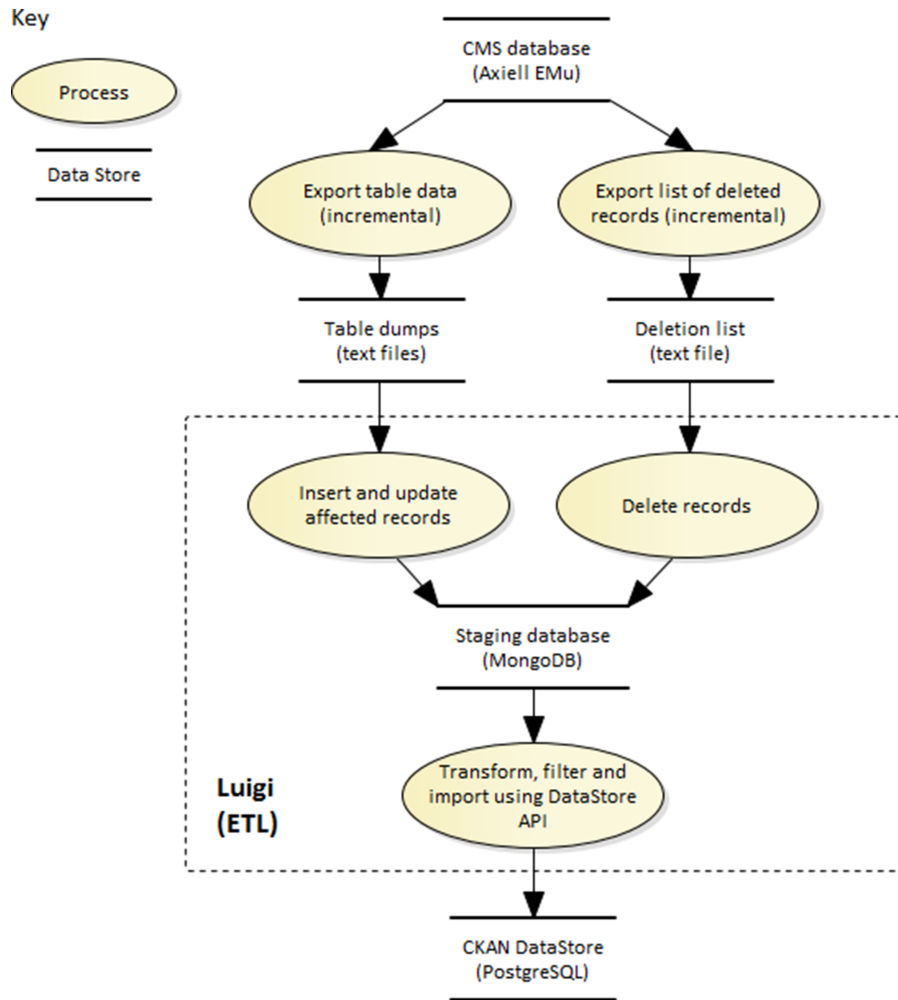 Key
Process
Data Store
CMS database
(Axiell EMu)
Export table data
(incremental)
Export list of deleted
records (incremental)
Table dumps
(text files)
Deletion list
(text file)
Insert and update
affected records
Delete records
Staging database
(MongoDB)
Transform, filter and
import using DataStore
API
Luigi
(ETL)
CKAN DataStore
(PostgreSQL)